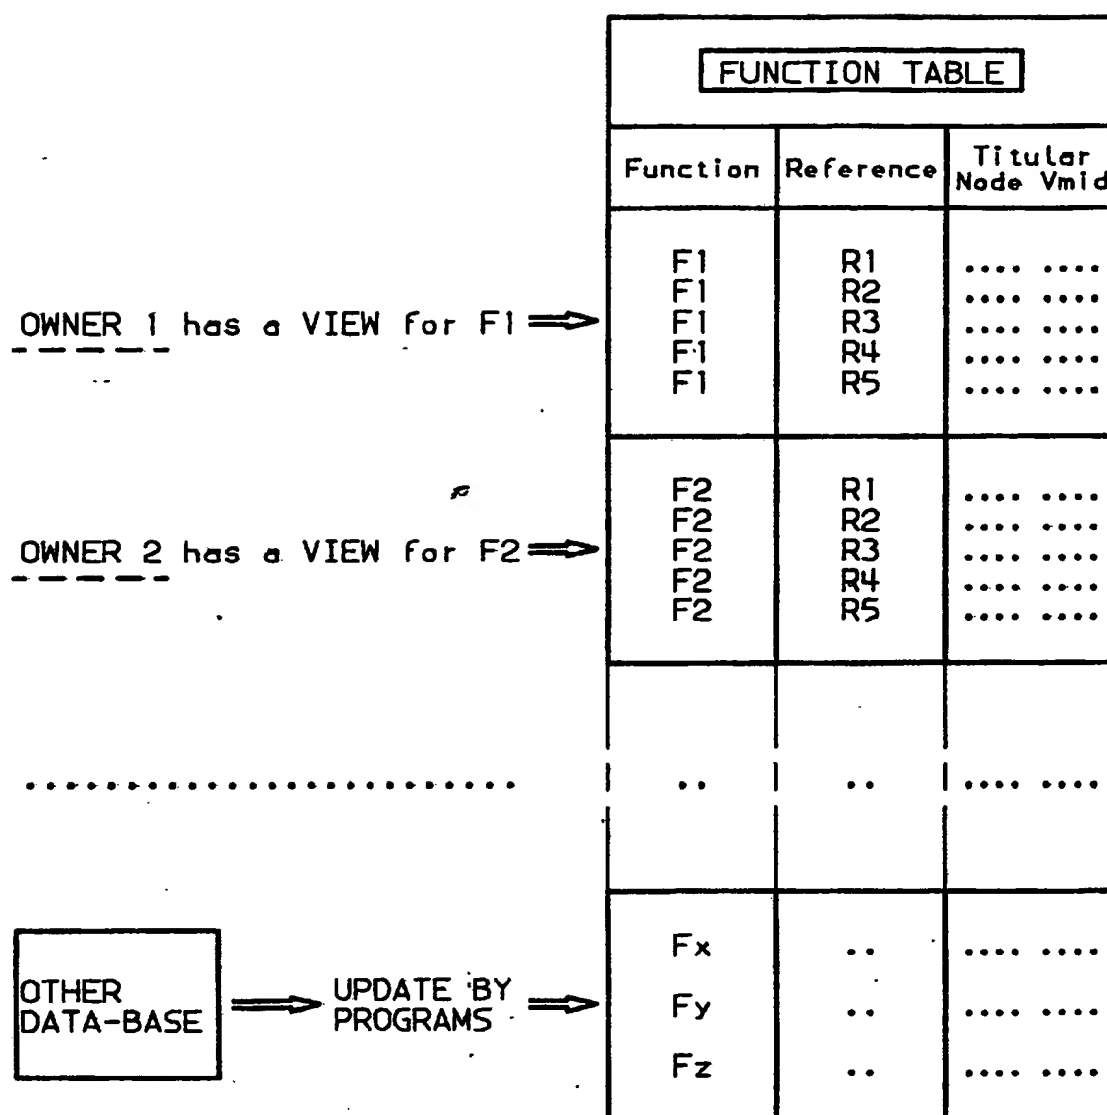 FUNCTION TABLE
Function Reference Titular Node Vmid
OWNER 1 has a VIEW for F1
F1 R1 .... ....
F1 R2 .... ....
F1 R3 .... ....
F1 R4 .... ....
F1 R5 .... ....
OWNER 2 has a VIEW for F2
F2 R1 .... ....
F2 R2 .... ....
F2 R3 .... ....
F2 R4 .... ....
F2 R5 .... ....
......................... .. .. .... ....
OTHER
DATA-BASE
UPDATE BY
PROGRAMS
Fx .. .... ....
Fy .. .... ....
Fz .. .... ....